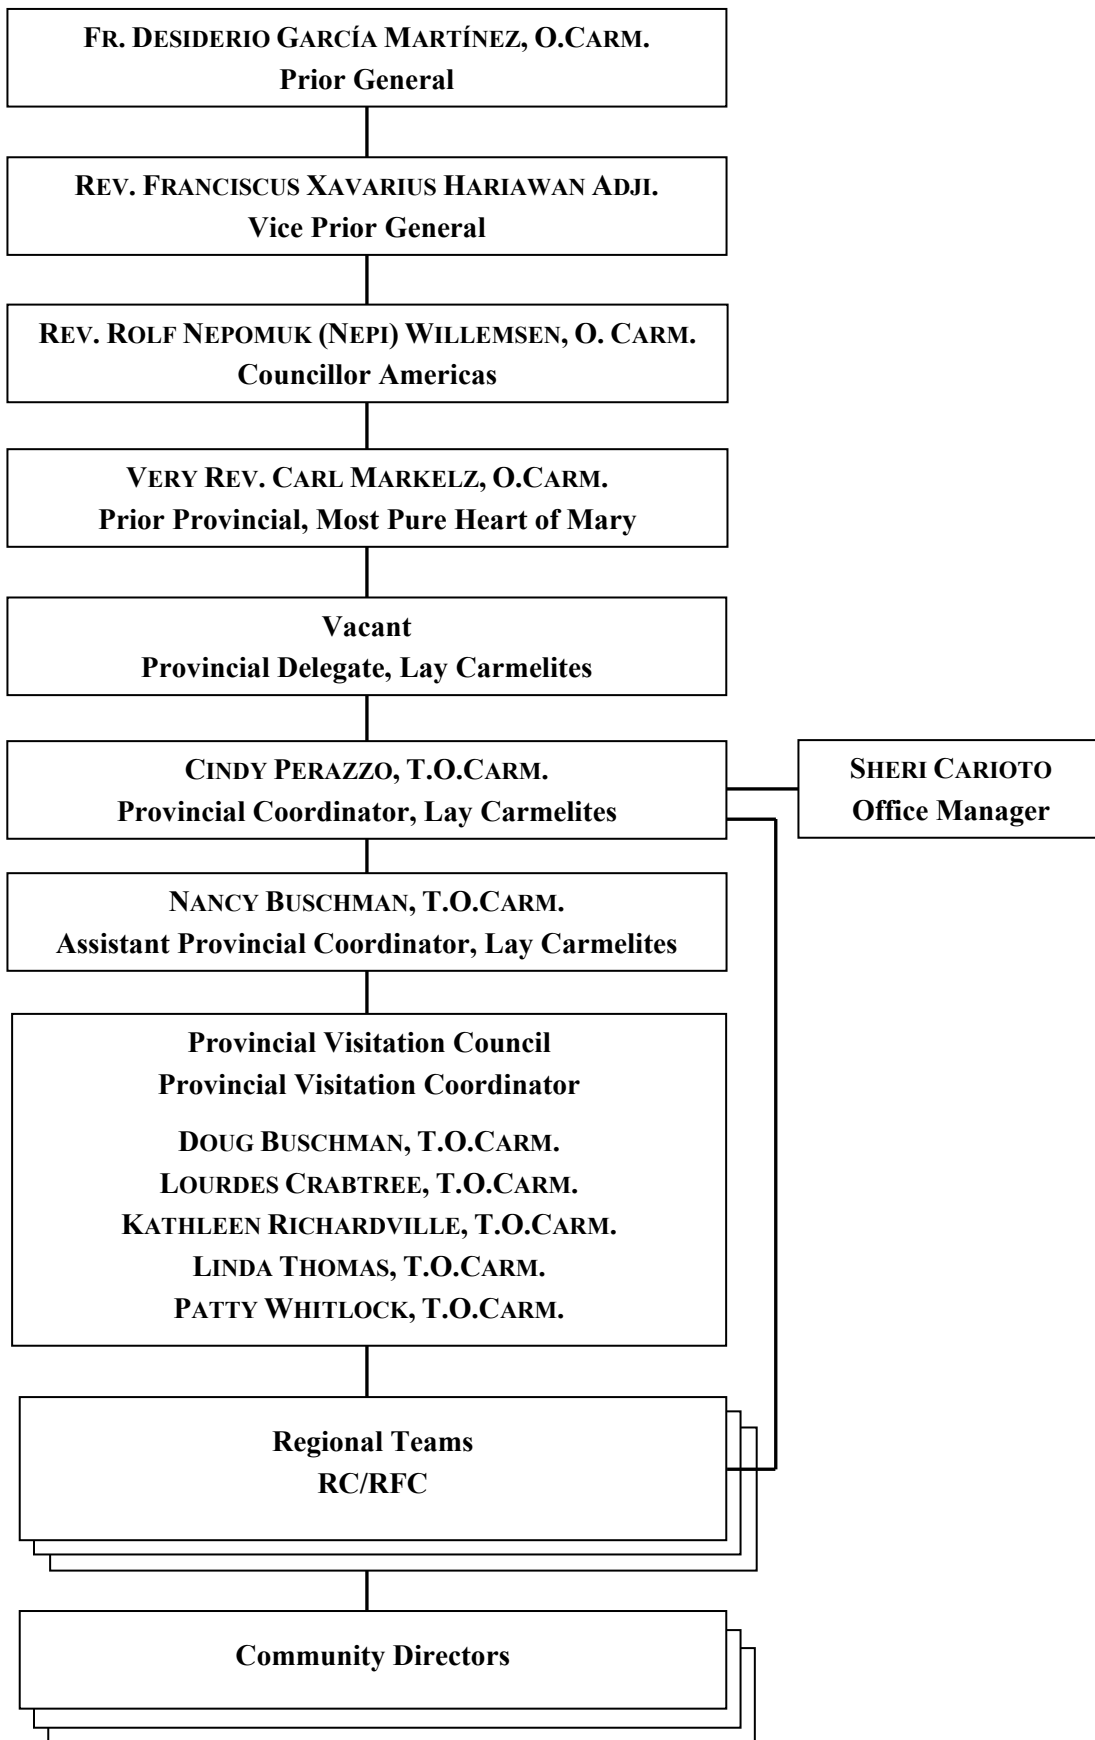 FR. DESIDERIO GARCÍA MARTÍNEZ, O.CARM.
Prior General
REV. FRANCISCUS XAVARIUS HARIAWAN ADJI.
Vice Prior General
REV. ROLF NEPOMUK (NEPI) WILLEMSEN, O. CARM.
Councillor Americas
VERY REV. CARL MARKELZ, O.CARM.
Prior Provincial, Most Pure Heart of Mary
Vacant
Provincial Delegate, Lay Carmelites
CINDY PERAZZO, T.O.CARM.
Provincial Coordinator, Lay Carmelites
SHERI CARIOTO
Office Manager
NANCY BUSCHMAN, T.O.CARM.
Assistant Provincial Coordinator, Lay Carmelites
Provincial Visitation Council
Provincial Visitation Coordinator
DOUG BUSCHMAN, T.O.CARM.
LOURDES CRABTREE, T.O.CARM.
KATHLEEN RICHARDVILLE, T.O.CARM.
LINDA THOMAS, T.O.CARM.
PATTY WHITLOCK, T.O.CARM.
Regional Teams
RC/RFC
Community Directors